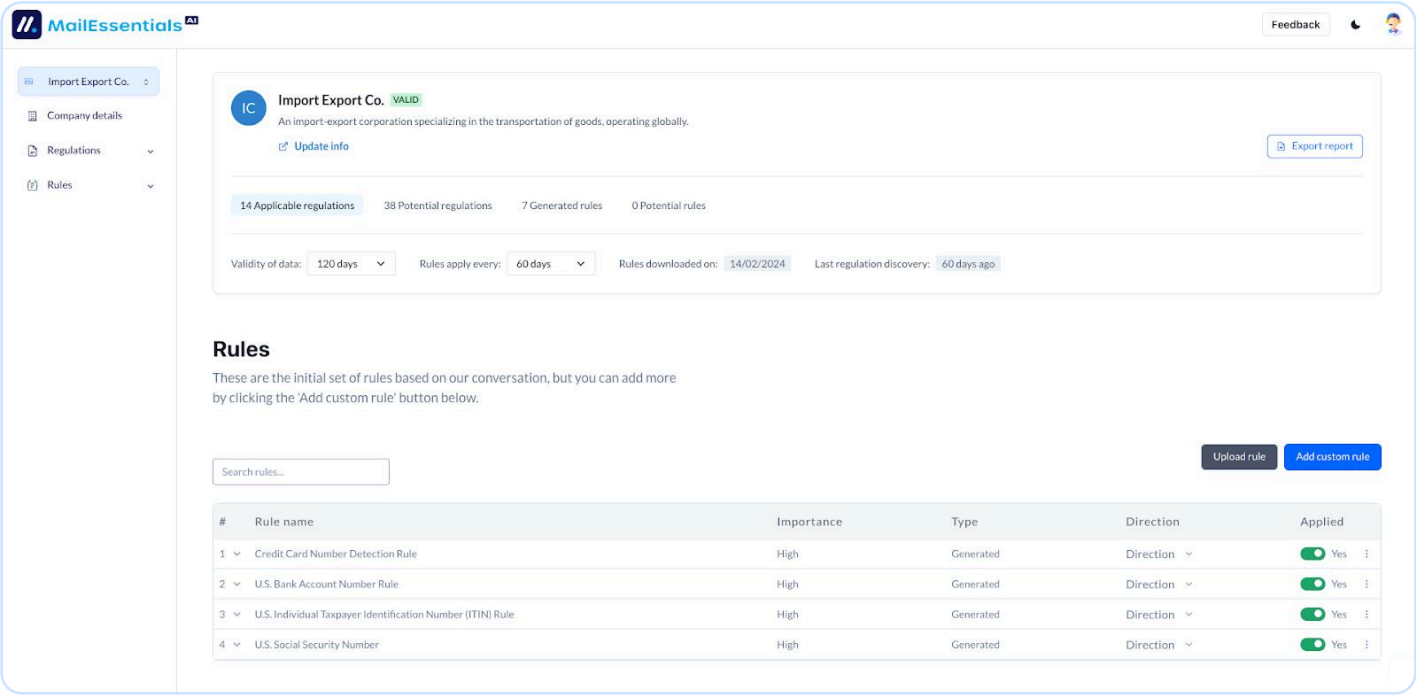 MailEssentials AI
Feedback
Import Export Co.
Company details
Regulations
Rules
IC
Import Export Co. VALID
An import-export corporation specializing in the transportation of goods, operating globally.
Update info
Export report
14 Applicable regulations 38 Potential regulations 7 Generated rules 0 Potential rules
Validity of data: 120 days Rules apply every: 60 days Rules downloaded on: 14/02/2024 Last regulation discovery: 60 days ago
Rules
These are the initial set of rules based on our conversation, but you can add more
by clicking the 'Add custom rule' button below.
Search rules...
Upload rule Add custom rule
# Rule name Importance Type Direction Applied
1 Credit Card Number Detection Rule High Generated Direction Yes
2 U.S. Bank Account Number Rule High Generated Direction Yes
3 U.S. Individual Taxpayer Identification Number (ITIN) Rule High Generated Direction Yes
4 U.S. Social Security Number High Generated Direction Yes